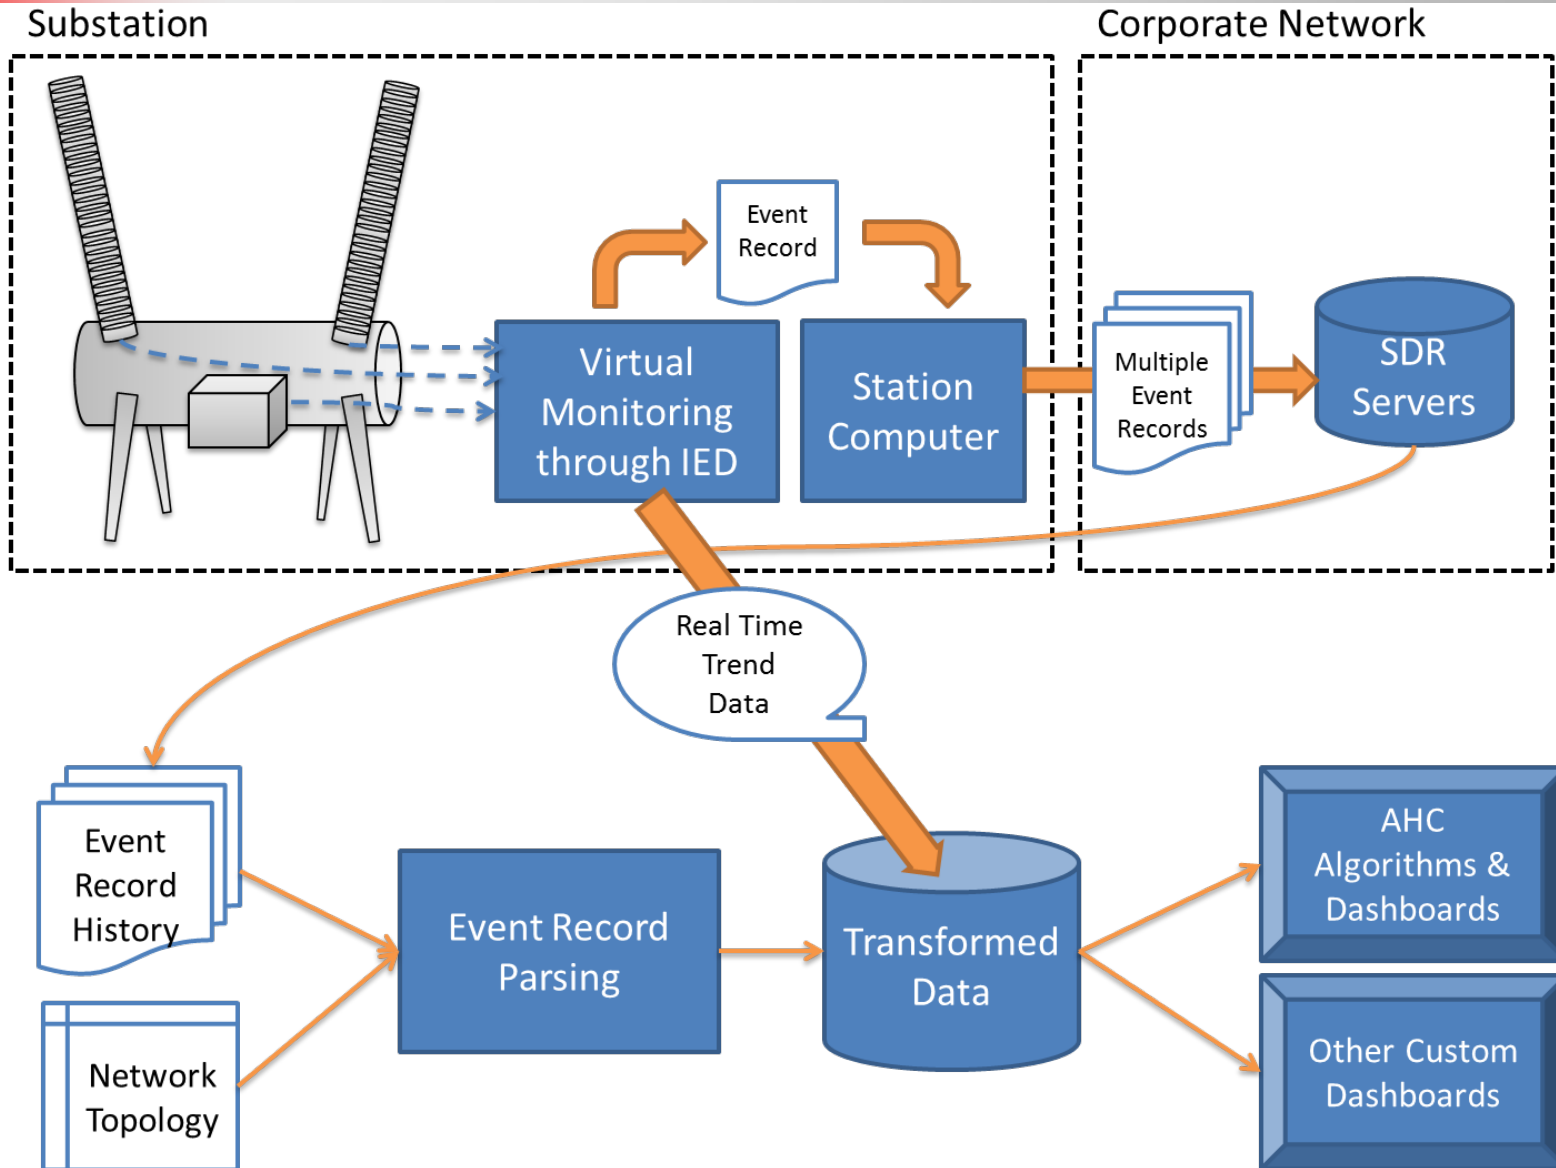 Substation
Corporate Network
Event
Record
Virtual
Monitoring
through IED
Station
Computer
Multiple
Event
Records
SDR
Servers
Real Time
Trend
Data
Event
Record
History
Network
Topology
Event Record
Parsing
Transformed
Data
AHC
Algorithms &
Dashboards
Other Custom
Dashboards